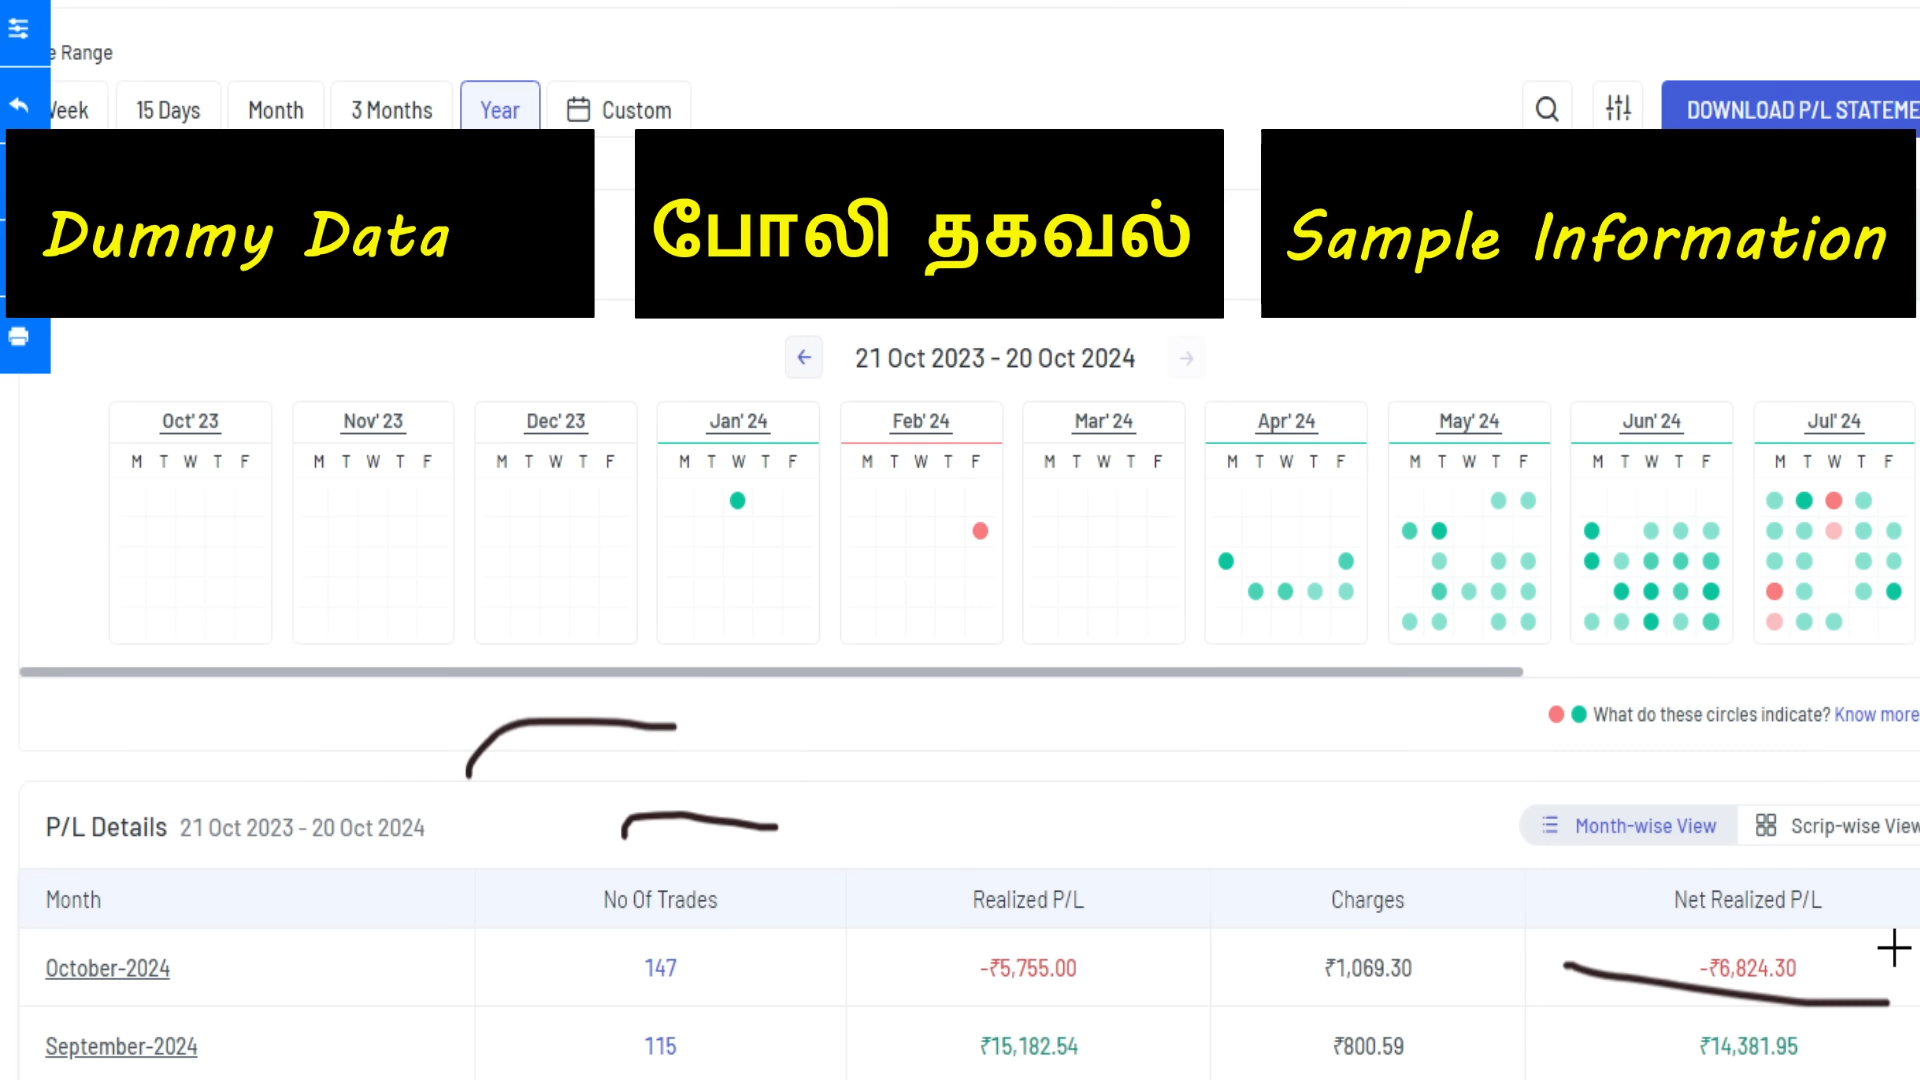 e Range
Week 15 Days Month 3 Months Year Custom DOWNLOAD P/L STATEME
Dummy Data போலி தகவல் Sample Information
21 Oct 2023 - 20 Oct 2024
Oct' 23 Nov' 23 Dec' 23 Jan' 24 Feb' 24 Mar' 24 Apr' 24 May' 24 Jun' 24 Jul' 24
M T W T F M T W T F M T W T F M T W T F M T W T F M T W T F M T W T F M T W T F M T W T F M T W T F
What do these circles indicate? Know more
P/L Details 21 Oct 2023 - 20 Oct 2024 Month-wise View Scrip-wise View
Month No Of Trades Realized P/L Charges Net Realized P/L
October-2024 147 -₹5,755.00 ₹1,069.30 -₹6,824.30
September-2024 115 ₹15,182.54 ₹800.59 ₹14,381.95